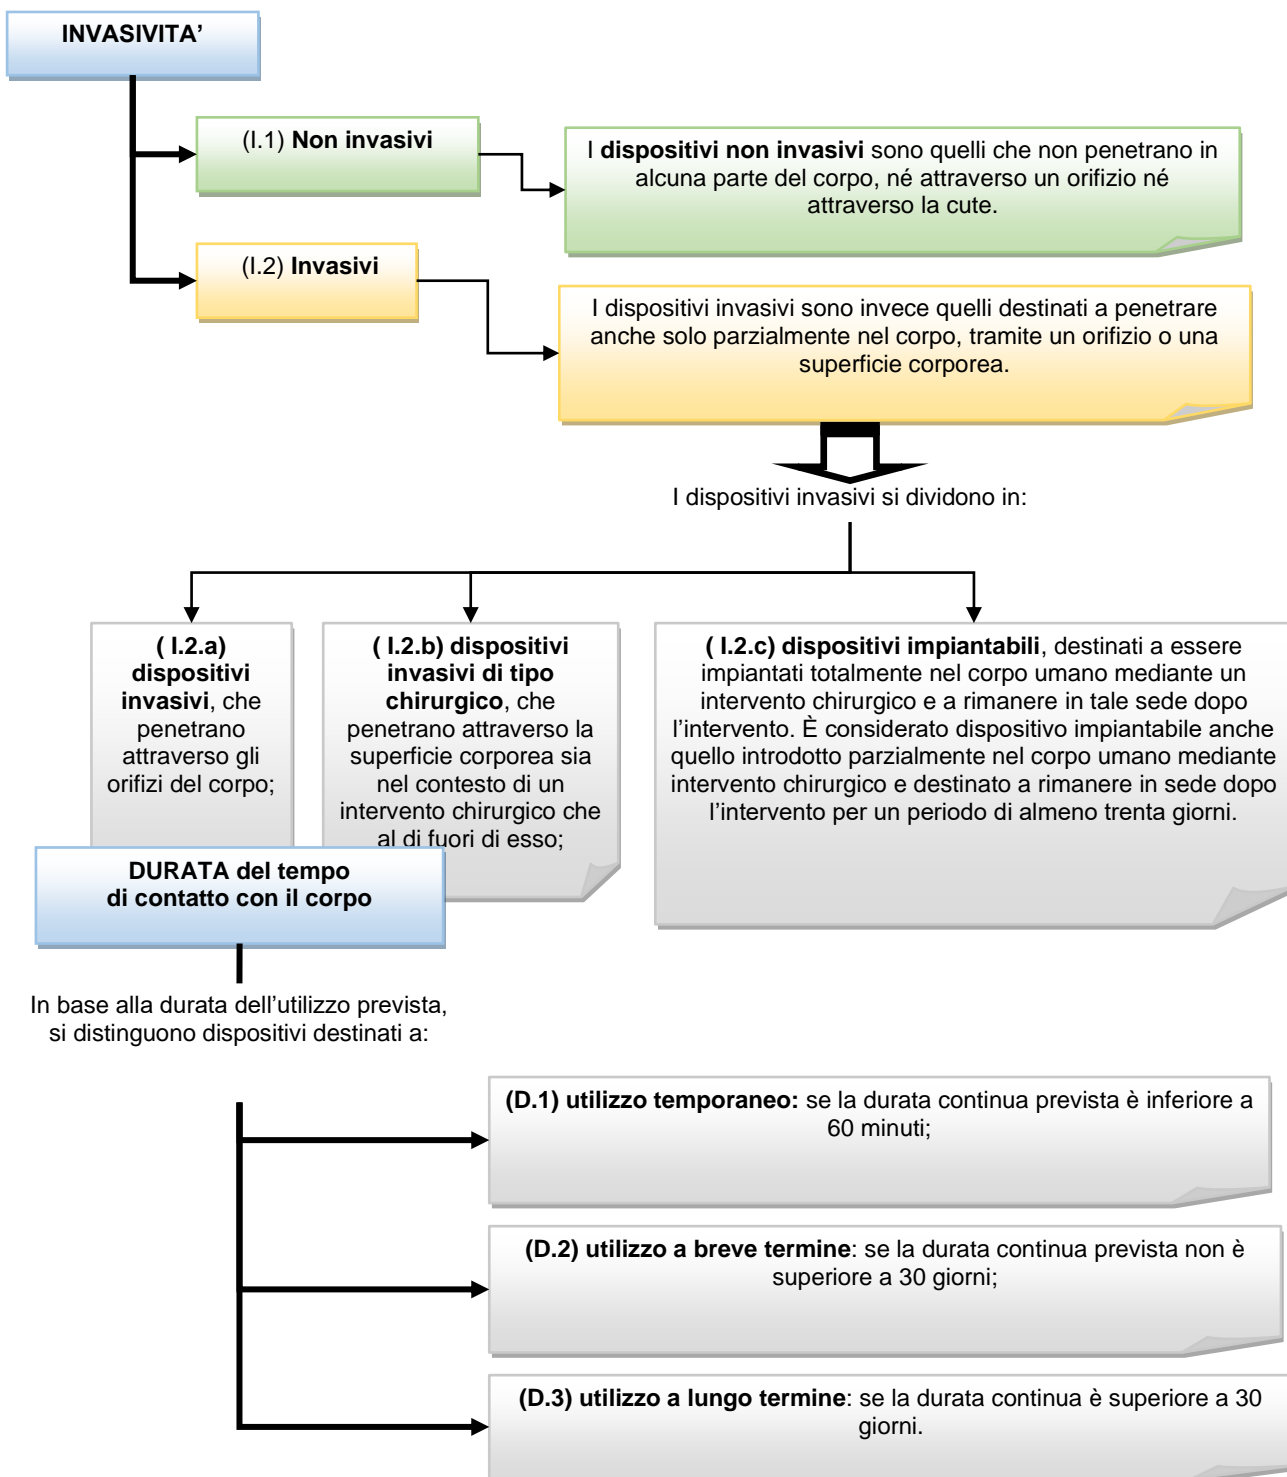 INVASIVITA’
(I.1) Non invasivi
I dispositivi non invasivi sono quelli che non penetrano in
alcuna parte del corpo, né attraverso un orifizio né
attraverso la cute.
(I.2) Invasivi
I dispositivi invasivi sono invece quelli destinati a penetrare
anche solo parzialmente nel corpo, tramite un orifizio o una
superficie corporea.
I dispositivi invasivi si dividono in:
( I.2.a)
dispositivi
invasivi, che
penetrano
attraverso gli
orifizi del corpo;
( I.2.b) dispositivi
invasivi di tipo
chirurgico, che
penetrano attraverso la
superficie corporea sia
nel contesto di un
intervento chirurgico che
al di fuori di esso;
( I.2.c) dispositivi impiantabili, destinati a essere
impiantati totalmente nel corpo umano mediante un
intervento chirurgico e a rimanere in tale sede dopo
l’intervento. È considerato dispositivo impiantabile anche
quello introdotto parzialmente nel corpo umano mediante
intervento chirurgico e destinato a rimanere in sede dopo
l’intervento per un periodo di almeno trenta giorni.
DURATA del tempo
di contatto con il corpo
In base alla durata dell’utilizzo prevista,
si distinguono dispositivi destinati a:
(D.1) utilizzo temporaneo: se la durata continua prevista è inferiore a
60 minuti;
(D.2) utilizzo a breve termine: se la durata continua prevista non è
superiore a 30 giorni;
(D.3) utilizzo a lungo termine: se la durata continua è superiore a 30
giorni.